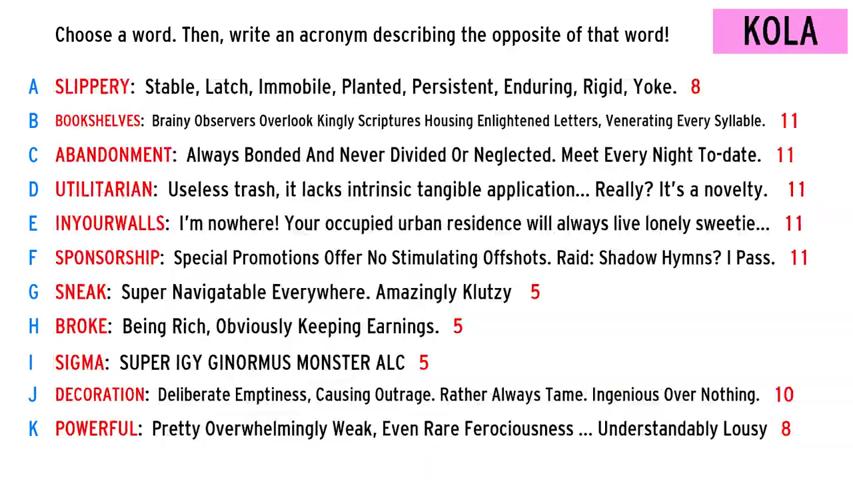 Choose a word. Then, write an acronym describing the opposite of that word!
KOLA
A SLIPPERY: Stable, Latch, Immobile, Planted, Persistent, Enduring, Rigid, Yoke. 8
B BOOKSHELVES: Brainy Observers Overlook Kingly Scriptures Housing Enlightened Letters, Venerating Every Syllable. 11
C ABANDONMENT: Always Bonded And Never Divided Or Neglected. Meet Every Night To-date. 11
D UTILITARIAN: Useless trash, it lacks intrinsic tangible application... Really? It's a novelty. 11
E INYOURWALLS: I'm nowhere! Your occupied urban residence will always live lonely sweetie... 11
F SPONSORSHIP: Special Promotions Offer No Stimulating Offshots. Raid: Shadow Hymns? I Pass. 11
G SNEAK: Super Navigatable Everywhere. Amazingly Klutzy 5
H BROKE: Being Rich, Obviously Keeping Earnings. 5
I SIGMA: SUPER IGY GINORMUS MONSTER ALC 5
J DECORATION: Deliberate Emptiness, Causing Outrage. Rather Always Tame. Ingenious Over Nothing. 10
K POWERFUL: Pretty Overwhelmingly Weak, Even Rare Ferociousness ... Understandably Lousy 8